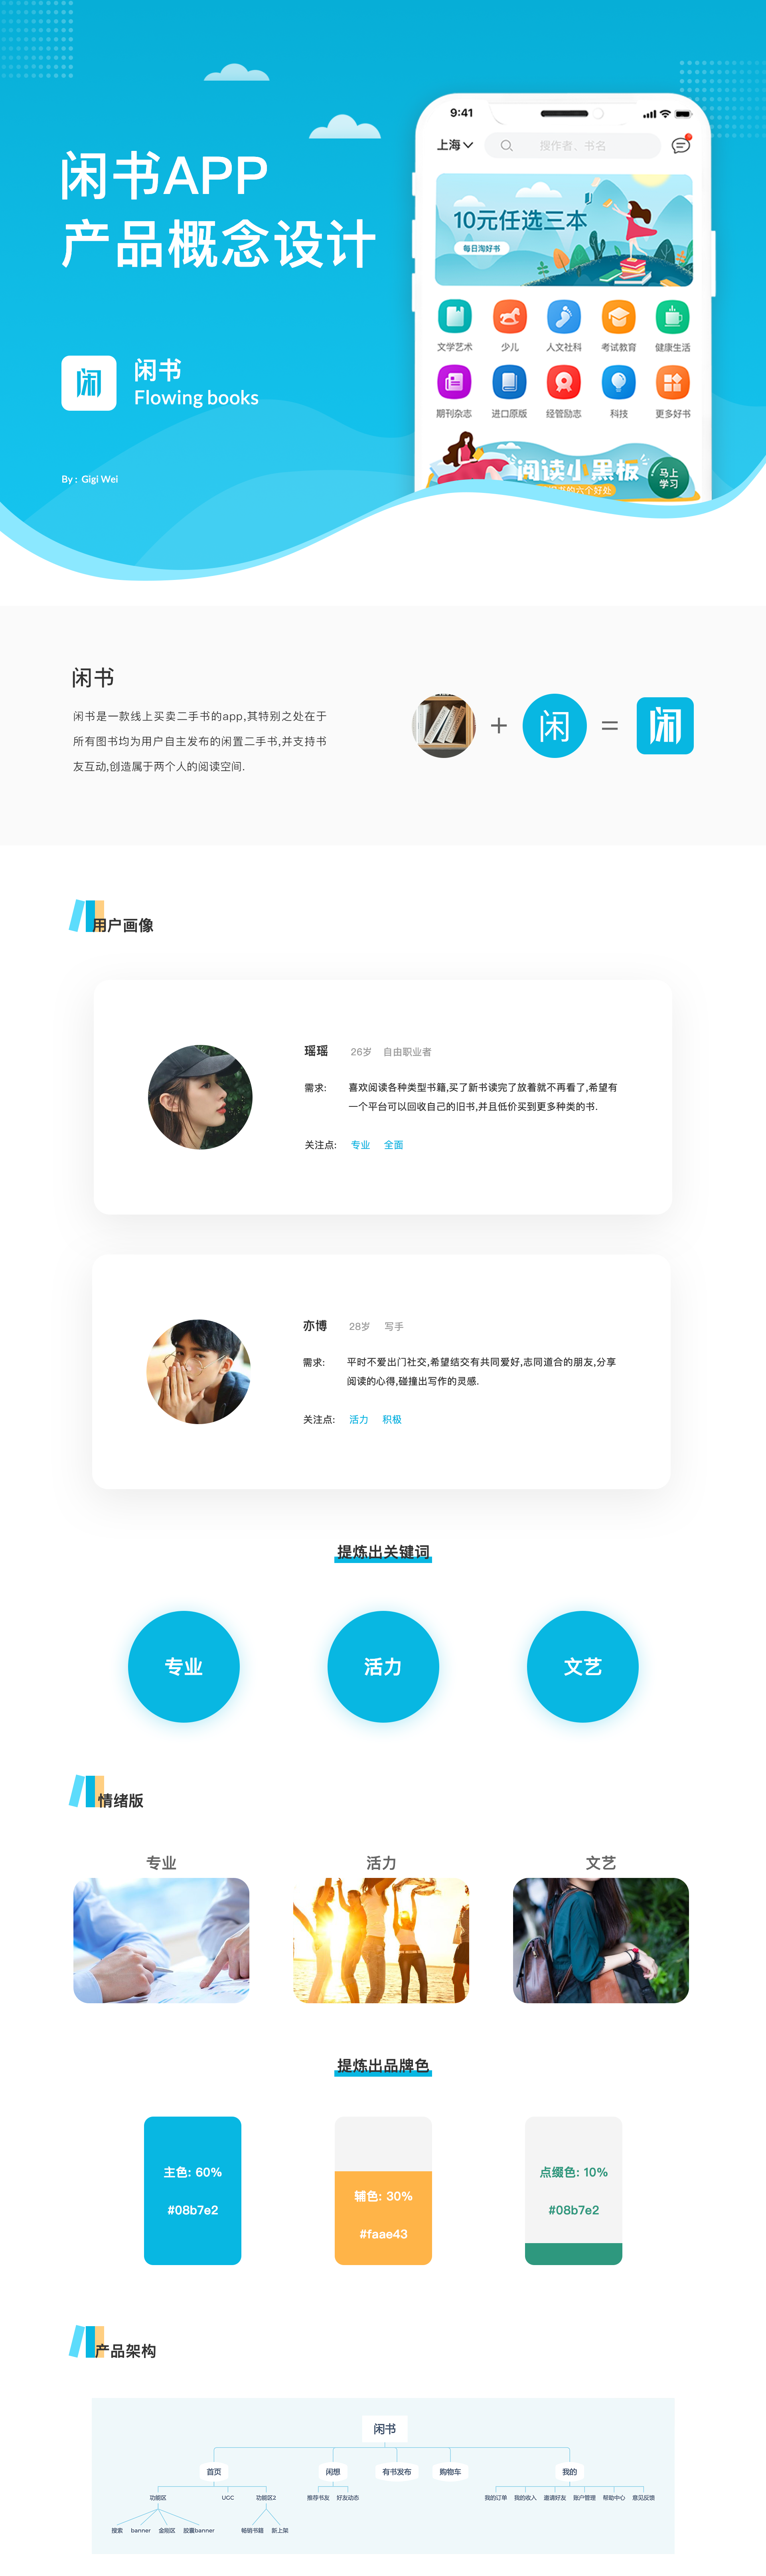 闲书APP
产品概念设计
闲
闲书
Flowing books
By : Gigi Wei
9:41
上海
搜作者、书名
10元任选三本
每日淘好书
文学艺术
少儿
人文社科
考试教育
健康生活
期刊杂志
进口原版
经管励志
科技
更多好书
阅读小黑板
书的六个好处
马上
学习
闲书
闲书是一款线上买卖二手书的app,其特别之处在于
所有图书均为用户自主发布的闲置二手书,并支持书
友互动,创造属于两个人的阅读空间.
+
闲
=
闲
用户画像
瑶瑶 26岁 自由职业者
需求: 喜欢阅读各种类型书籍,买了新书读完了放着就不再看了,希望有
一个平台可以回收自己的旧书,并且低价买到更多种类的书.
关注点: 专业 全面
亦博 28岁 写手
需求: 平时不爱出门社交,希望结交有共同爱好,志同道合的朋友,分享
阅读的心得,碰撞出写作的灵感.
关注点: 活力 积极
提炼出关键词
专业
活力
文艺
情绪版
专业
活力
文艺
提炼出品牌色
主色: 60%
#08b7e2
辅色: 30%
#faae43
点缀色: 10%
#08b7e2
产品架构
闲书
首页
闲想
有书发布
购物车
我的
功能区
UGC
功能区2
推荐书友
好友动态
我的订单
我的收入
邀请好友
账户管理
帮助中心
意见反馈
搜索
banner
金刚区
胶囊banner
畅销书籍
新上架